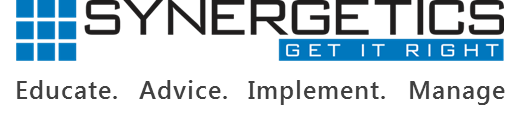 SYNERGETICS
GET IT RIGHT
Educate. Advice. Implement. Manage